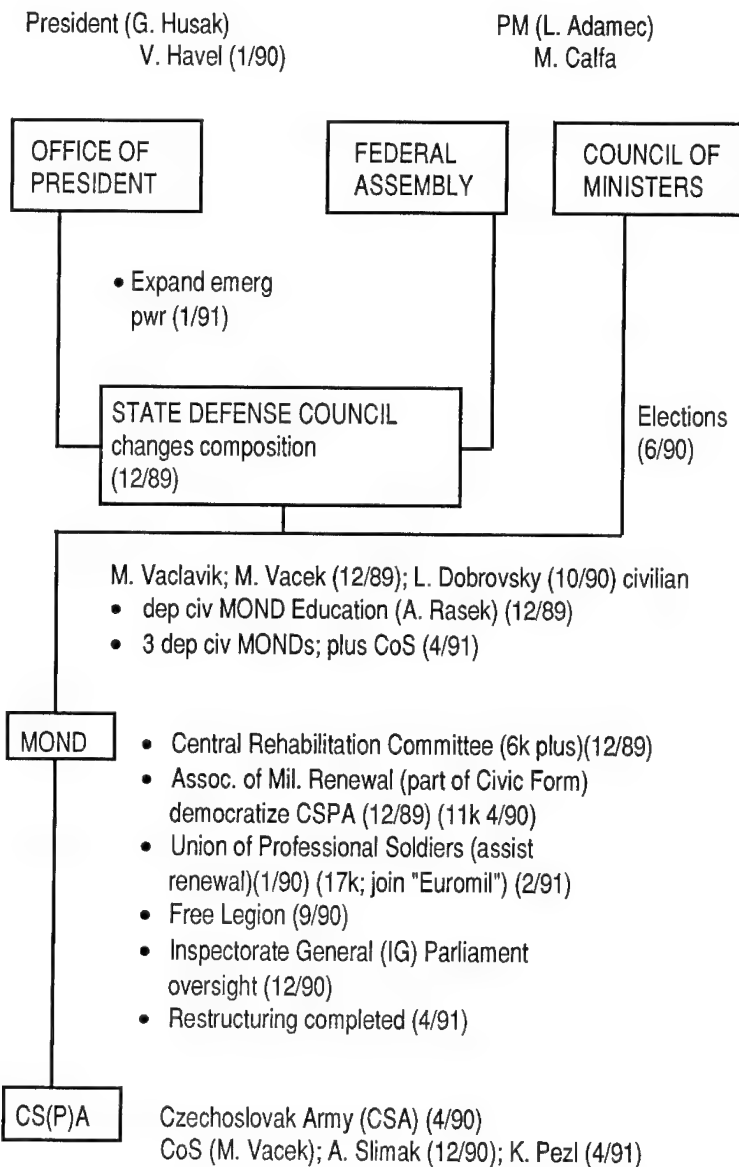 President (G. Husak)
V. Havel (1/90)
PM (L. Adamec)
M. Calfa
OFFICE OF
PRESIDENT
FEDERAL
ASSEMBLY
COUNCIL OF
MINISTERS
• Expand emerg
pwr (1/91)
STATE DEFENSE COUNCIL
changes composition
(12/89)
Elections
(6/90)
M. Vaclavik; M. Vacek (12/89); L. Dobrovsky (10/90) civilian
• dep civ MOND Education (A. Rasek) (12/89)
• 3 dep civ MONDs; plus CoS (4/91)
MOND
• Central Rehabilitation Committee (6k plus)(12/89)
• Assoc. of Mil. Renewal (part of Civic Form)
democratize CSPA (12/89) (11k 4/90)
• Union of Professional Soldiers (assist
renewal)(1/90) (17k; join "Euromil") (2/91)
• Free Legion (9/90)
• Inspectorate General (IG) Parliament
oversight (12/90)
• Restructuring completed (4/91)
CS(P)A
Czechoslovak Army (CSA) (4/90)
CoS (M. Vacek); A. Slimak (12/90); K. Pezl (4/91)